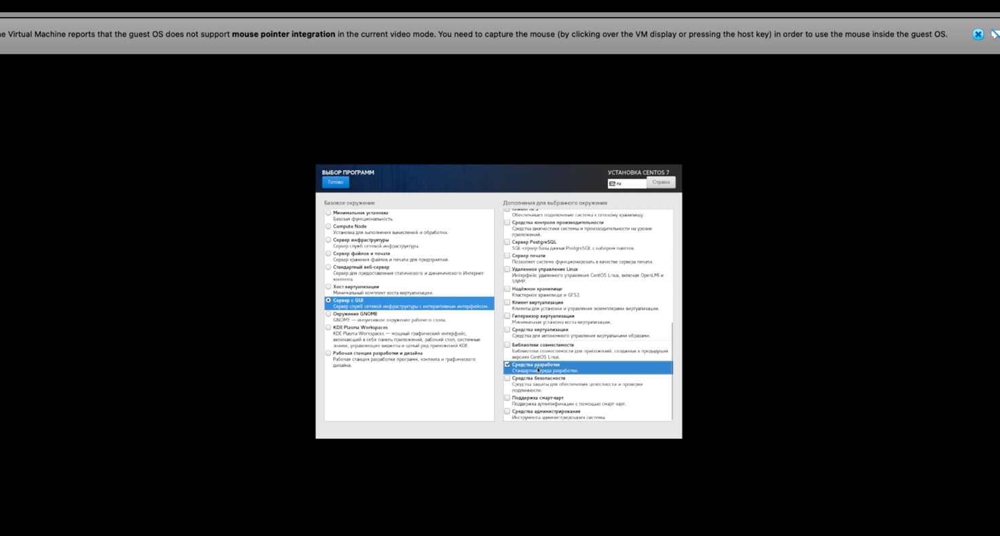 e Virtual Machine reports that the guest OS does not support mouse pointer integration in the current video mode. You need to capture the mouse (by clicking over the VM display or pressing the host key) in order to use the mouse inside the guest OS.
ВЫБОР ПРОГРАММ
УСТАНОВКА CENTOS 7
Готово
ru
Справка
Базовое окружение
Минимальная установка
Базовая функциональность.
Compute Node
Установка для выполнения вычислений и обработки.
Сервер инфраструктуры
Сервер служб сетевой инфраструктуры.
Сервер файлов и печати
Сервер хранения файлов и печати для предприятий.
Стандартный веб-сервер
Сервер для предоставления статического и динамического Интернет-
контента.
Хост виртуализации
Минимальный комплект хоста виртуализации.
Сервер с GUI
Сервер служб сетевой инфраструктуры с интерактивным интерфейсом.
Окружение GNOME
GNOME — интуитивное окружение рабочего стола.
KDE Plasma Workspaces
KDE Plasma Workspaces — мощный графический интерфейс,
включающий в себя панель приложений, рабочий стол, системные
значки, управляющие виджеты и целый ряд приложений KDE.
Рабочая станция разработки и дизайна
Рабочая станция разработки программ, контента и графического
дизайна.
Дополнения для выбранного окружения
Обеспечивает подключение системы к сетевому хранилищу.
Средства контроля производительности
Средства диагностики системы и производительности на уровне
приложений.
Сервер PostgreSQL
SQL-сервер базы данных PostgreSQL с набором пакетов.
Сервер печати
Позволяет системе функционировать в качестве сервера печати.
Удаленное управление Linux
Интерфейс удаленного управления CentOS Linux, включая OpenLMI и
SNMP.
Надёжное хранилище
Кластерное хранилище и GFS2.
Клиент виртуализации
Клиенты для установки и управления экземплярами виртуализации.
Гипервизор виртуализации
Минимальная установка хоста виртуализации.
Средства виртуализации
Средства для автономного управления виртуальными образами.
Библиотеки совместимости
Библиотеки совместимости для приложений, созданных в предыдущих
версиях CentOS Linux.
Средства разработки
Стандартная среда разработки.
Средства безопасности
Средства защиты для обеспечения целостности и проверки
подлинности.
Поддержка смарт-карт
Поддержка аутентификации с помощью смарт-карт.
Средства администрирования
Инструменты администрирования системы.